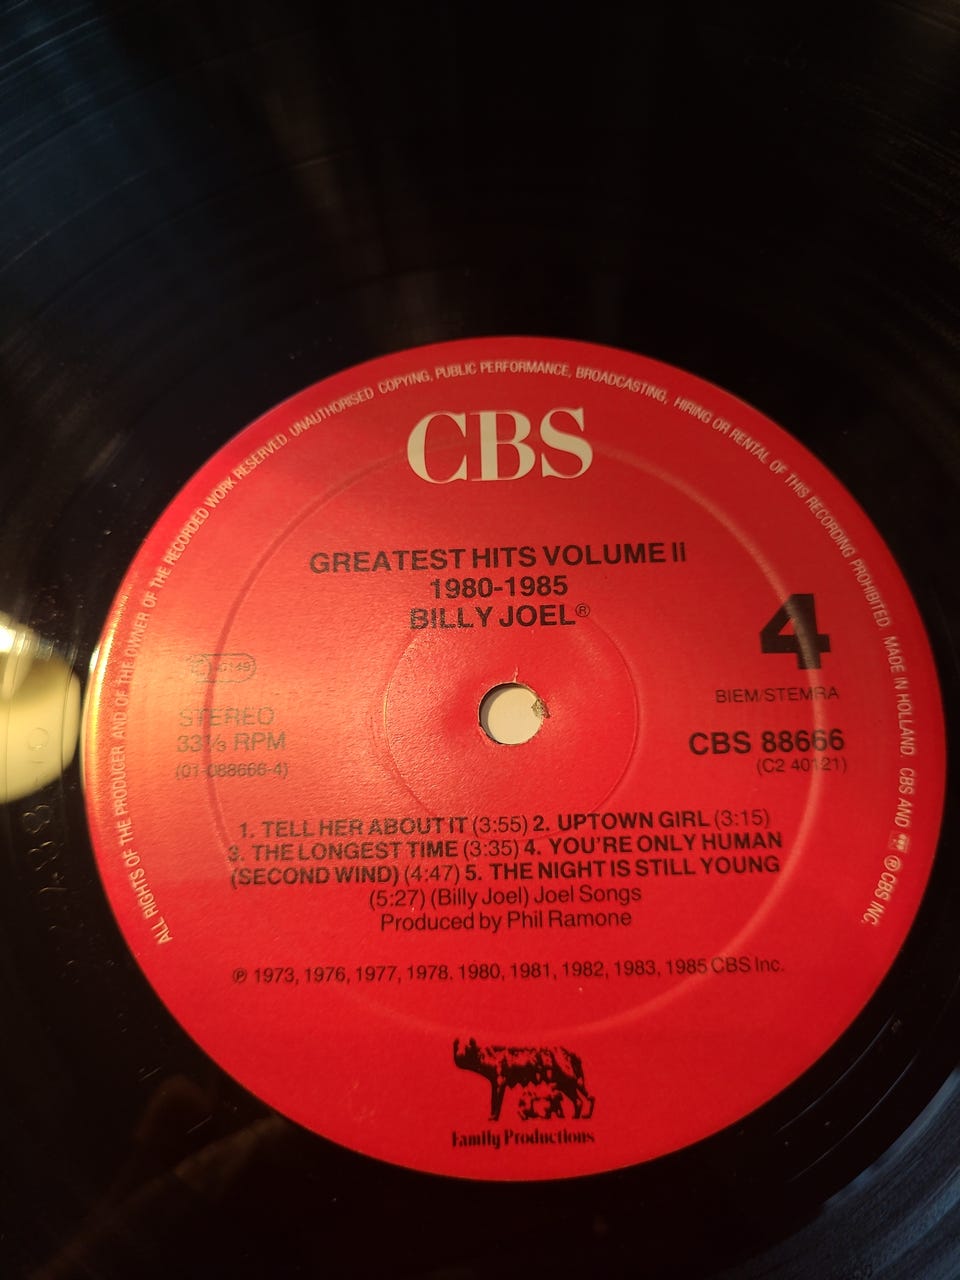 ALL RIGHTS OF THE PRODUCER AND OF THE OWNER OF THE RECORDED WORK RESERVED. UNAUTHORISED COPYING, PUBLIC PERFORMANCE, BROADCASTING, HIRING OR RENTAL OF THIS RECORDING PROHIBITED. MADE IN HOLLAND. CBS AND ® CBS INC.
CBS
GREATEST HITS VOLUME II
1980-1985
BILLY JOEL®
4
BIEM/STEMRA
STEREO
33⅓ RPM
(01-088666-4)
CBS 88666
(C2 40121)
1. TELL HER ABOUT IT (3:55) 2. UPTOWN GIRL (3:15)
3. THE LONGEST TIME (3:35) 4. YOU'RE ONLY HUMAN
(SECOND WIND) (4:47) 5. THE NIGHT IS STILL YOUNG
(5:27) (Billy Joel) Joel Songs
Produced by Phil Ramone
℗ 1973, 1976, 1977, 1978. 1980, 1981, 1982, 1983, 1985 CBS Inc.
Family Productions